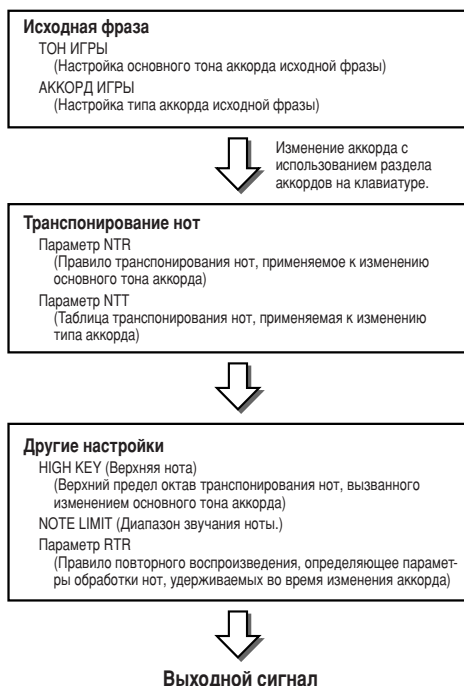 Исходная фраза
ТОН ИГРЫ
(Настройка основного тона аккорда исходной фразы)
АККОРД ИГРЫ
(Настройка типа аккорда исходной фразы)
Изменение аккорда с
использованием раздела
аккордов на клавиатуре.
Транспонирование нот
Параметр NTR
(Правило транспонирования нот, применяемое к изменению
основного тона аккорда)
Параметр NTT
(Таблица транспонирования нот, применяемая к изменению
типа аккорда)
Другие настройки
HIGH KEY (Верхняя нота)
(Верхний предел октав транспонирования нот, вызванного
изменением основного тона аккорда)
NOTE LIMIT (Диапазон звучания ноты.)
Параметр RTR
(Правило повторного воспроизведения, определяющее парамет-
ры обработки нот, удерживаемых во время изменения аккорда)
Выходной сигнал